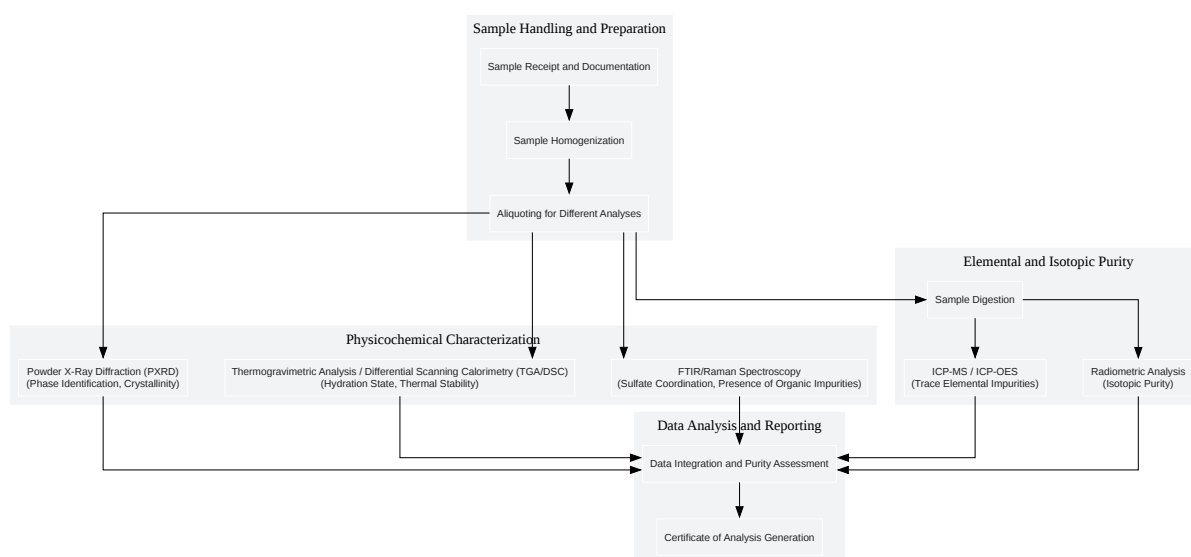 Sample Handling and Preparation
Sample Receipt and Documentation
Sample Homogenization
Aliquoting for Different Analyses
Elemental and Isotopic Purity
Sample Digestion
Physicochemical Characterization
Powder X-Ray Diffraction (PXRD)
(Phase Identification, Crystallinity)
Thermogravimetric Analysis / Differential Scanning Calorimetry (TGA/DSC)
(Hydration State, Thermal Stability)
FTIR/Raman Spectroscopy
(Sulfate Coordination, Presence of Organic Impurities)
ICP-MS / ICP-OES
(Trace Elemental Impurities)
Radiometric Analysis
(Isotopic Purity)
Data Analysis and Reporting
Data Integration and Purity Assessment
Certificate of Analysis Generation